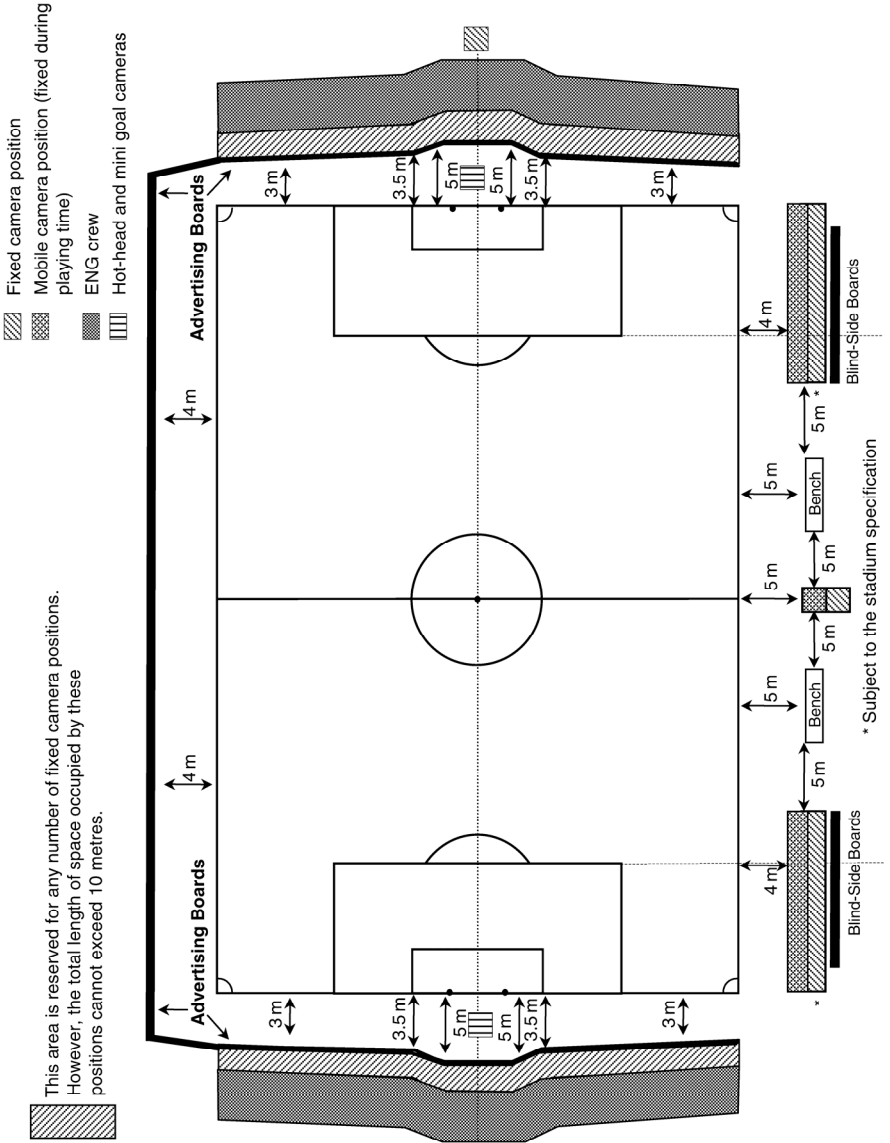 This area is reserved for any number of fixed camera positions.
However, the total length of space occupied by these
positions cannot exceed 10 metres.
Fixed camera position
Mobile camera position (fixed during
playing time)
ENG crew
Hot-head and mini goal cameras
Advertising Boards
4 m
4 m
Advertising Boards
3 m
3 m
3.5 m
3.5 m
5 m
5 m
5 m
5 m
3.5 m
3.5 m
3 m
3 m
4 m
5 m
5 m
5 m
4 m
*
5 m
Bench
5 m
5 m
Bench
5 m *
Blind-Side Boards
Blind-Side Boards
* Subject to the stadium specification